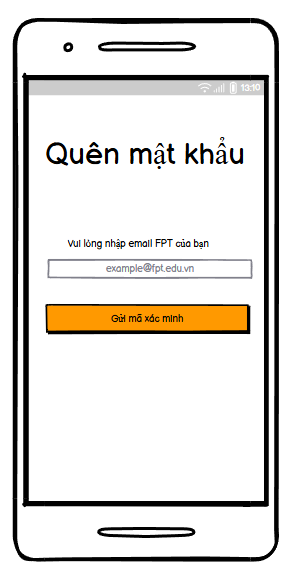 13:10
Quên mật khẩu
Vui lòng nhập email FPT của bạn
example@fpt.edu.vn
Gửi mã xác minh